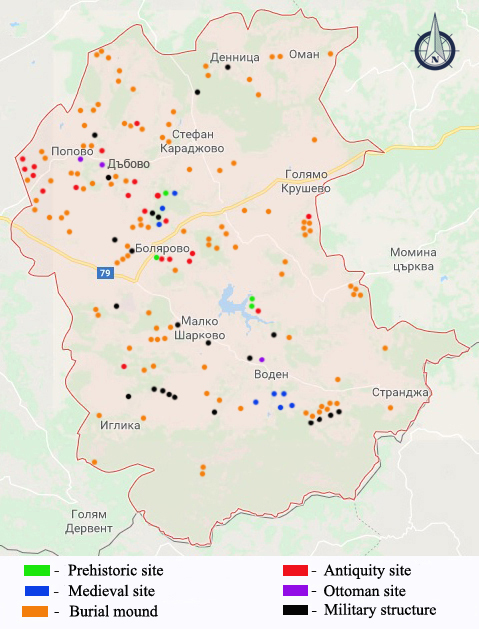 Денница
Оман
N
Стефан
Караджово
Попово
Дъбово
Голямо
Крушево
Болярово
Момина
църква
79
Малко
Шарково
Воден
Странджа
Иглика
Голям
Дервент
- Prehistoric site
- Antiquity site
- Medieval site
- Ottoman site
- Burial mound
- Military structure